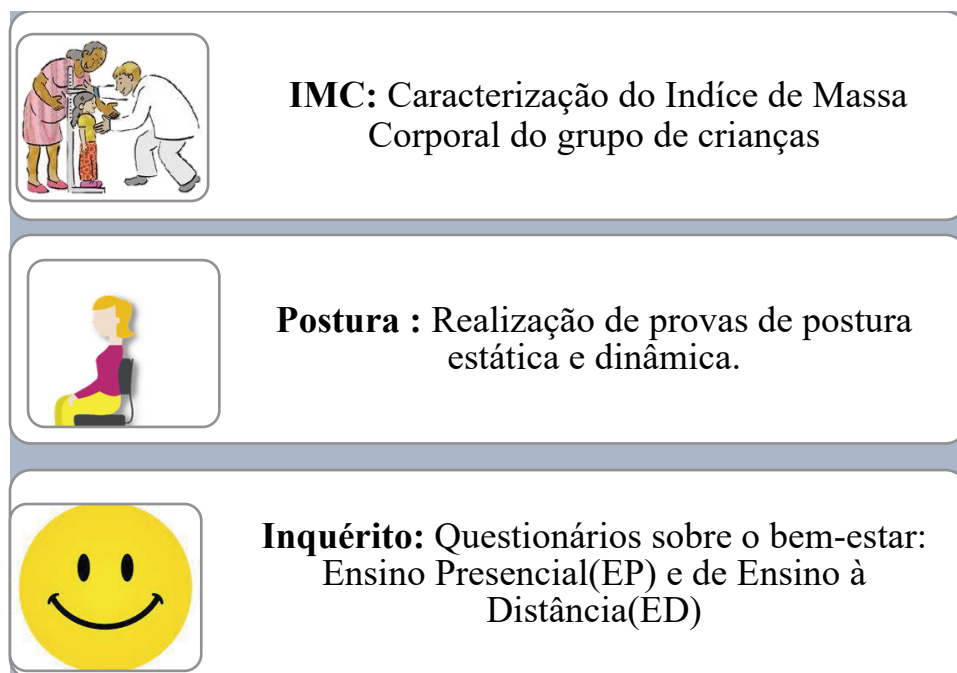 IMC: Caracterização do Indíce de Massa
Corporal do grupo de crianças
Postura : Realização de provas de postura
estática e dinâmica.
Inquérito: Questionários sobre o bem-estar:
Ensino Presencial(EP) e de Ensino à
Distância(ED)